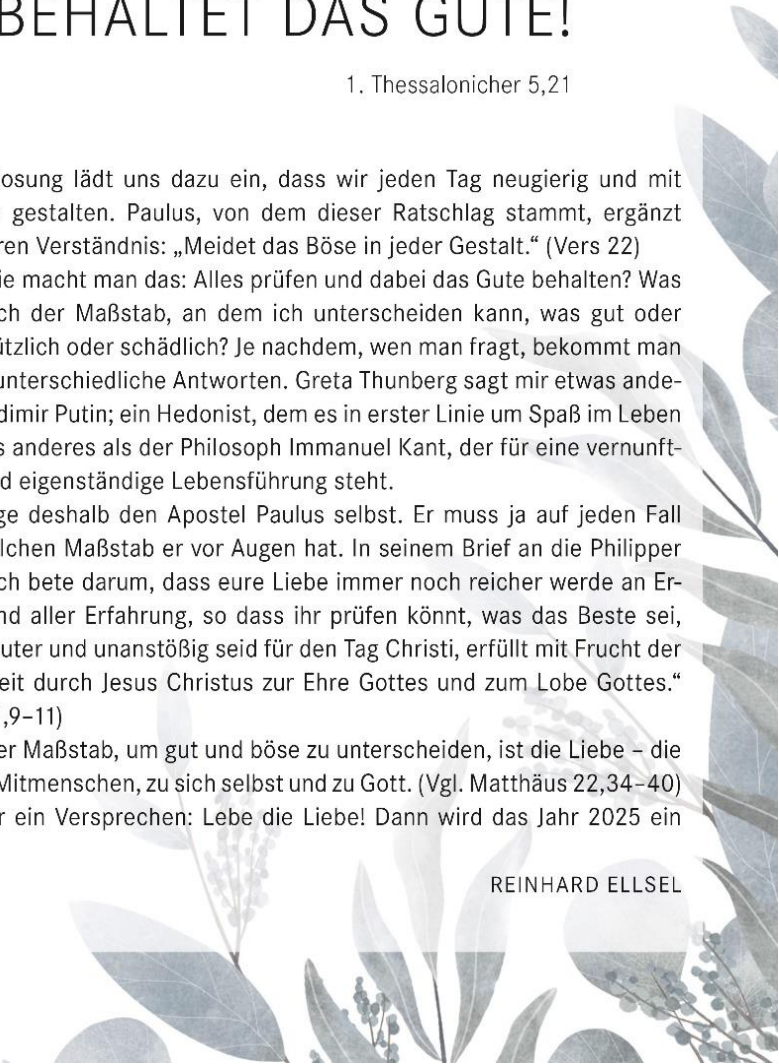 BEHALTET DAS GUTE!
1. Thessalonicher 5,21
osung lädt uns dazu ein, dass wir jeden Tag neugierig und mit
gestalten. Paulus, von dem dieser Ratschlag stammt, ergänzt
ren Verständnis: „Meidet das Böse in jeder Gestalt.“ (Vers 22)
ie macht man das: Alles prüfen und dabei das Gute behalten? Was
ch der Maßstab, an dem ich unterscheiden kann, was gut oder
ützlich oder schädlich? Je nachdem, wen man fragt, bekommt man
unterschiedliche Antworten. Greta Thunberg sagt mir etwas ande-
dimir Putin; ein Hedonist, dem es in erster Linie um Spaß im Leben
s anderes als der Philosoph Immanuel Kant, der für eine vernunft-
d eigenständige Lebensführung steht.
ge deshalb den Apostel Paulus selbst. Er muss ja auf jeden Fall
lchen Maßstab er vor Augen hat. In seinem Brief an die Philipper
ch bete darum, dass eure Liebe immer noch reicher werde an Er-
nd aller Erfahrung, so dass ihr prüfen könnt, was das Beste sei,
uter und unanstößig seid für den Tag Christi, erfüllt mit Frucht der
eit durch Jesus Christus zur Ehre Gottes und zum Lobe Gottes.“
,9–11)
er Maßstab, um gut und böse zu unterscheiden, ist die Liebe – die
Mitmenschen, zu sich selbst und zu Gott. (Vgl. Matthäus 22,34–40)
r ein Versprechen: Lebe die Liebe! Dann wird das Jahr 2025 ein
REINHARD ELLSEL